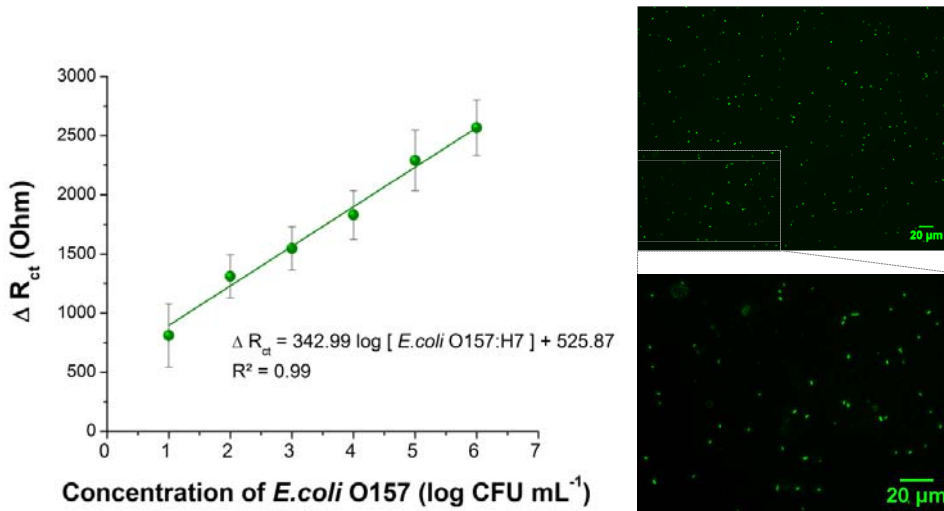 3000
2500
2000
1500
1000
500
0
Δ R_ct (Ohm)
Δ R_ct = 342.99 log [ E.coli O157:H7 ] + 525.87
R² = 0.99
0 1 2 3 4 5 6 7
Concentration of E.coli O157 (log CFU mL⁻¹)
20 µm
20 µm